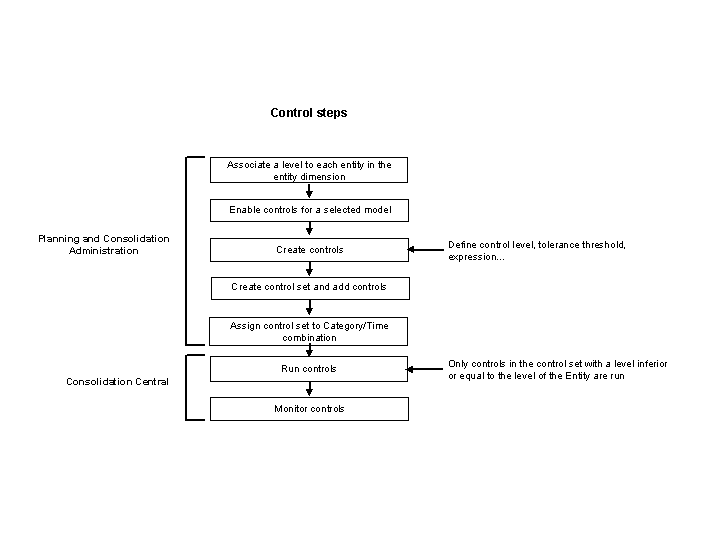 Control steps
Associate a level to each entity in the
entity dimension
Enable controls for a selected model
Planning and Consolidation
Administration
Create controls
Define control level, tolerance threshold,
expression...
Create control set and add controls
Assign control set to Category/Time
combination
Run controls
Only controls in the control set with a level inferior
or equal to the level of the Entity are run
Consolidation Central
Monitor controls